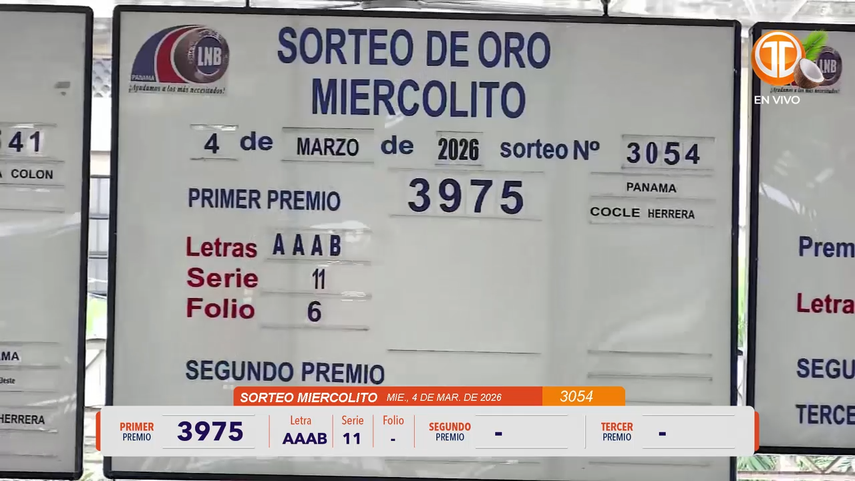 LNB
PANAMÁ
¡Ayudamos a los más necesitados!
SORTEO DE ORO
MIERCOLITO
4 de MARZO de 2026 sorteo Nº 3054
PRIMER PREMIO 3975 PANAMA
COCLE HERRERA
Letras AAAB
Serie 11
Folio 6
SEGUNDO PREMIO
41
COLON
MA
HERRERA
LNB
EN VIVO
Prem
Letra
SEGU
TERCE
SORTEO MIERCOLITO MIE., 4 DE MAR. DE 2026 3054
PRIMER PREMIO 3975
Letra AAAB
Serie 11
Folio -
SEGUNDO PREMIO -
TERCER PREMIO -